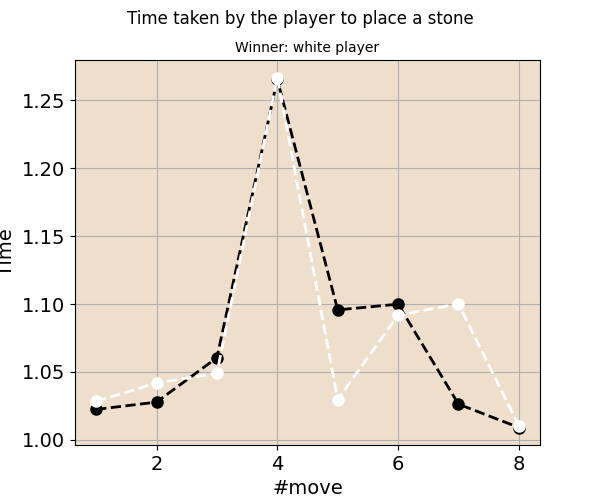 Time taken by the player to place a stone
Winner: white player
1.25
1.20
1.15
1.10
1.05
1.00
Time
2 4 6 8
#move